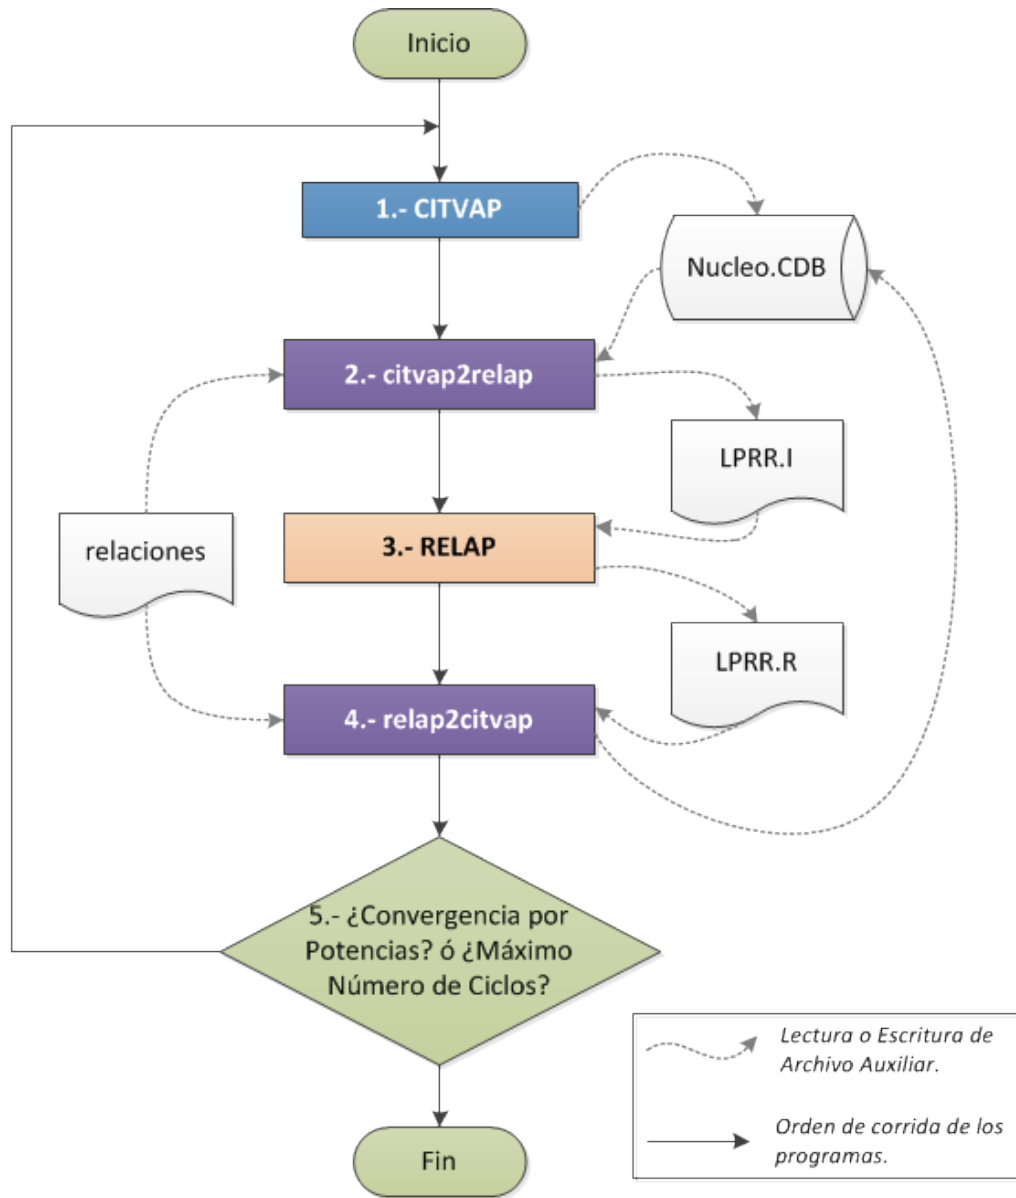 Inicio
1.- CITVAP
Nucleo.CDB
2.- citvap2relap
LPRR.I
relaciones
3.- RELAP
LPRR.R
4.- relap2citvap
5.- ¿Convergencia por
Potencias? ó ¿Máximo
Número de Ciclos?
Lectura o Escritura de
Archivo Auxiliar.
Orden de corrida de los
programas.
Fin